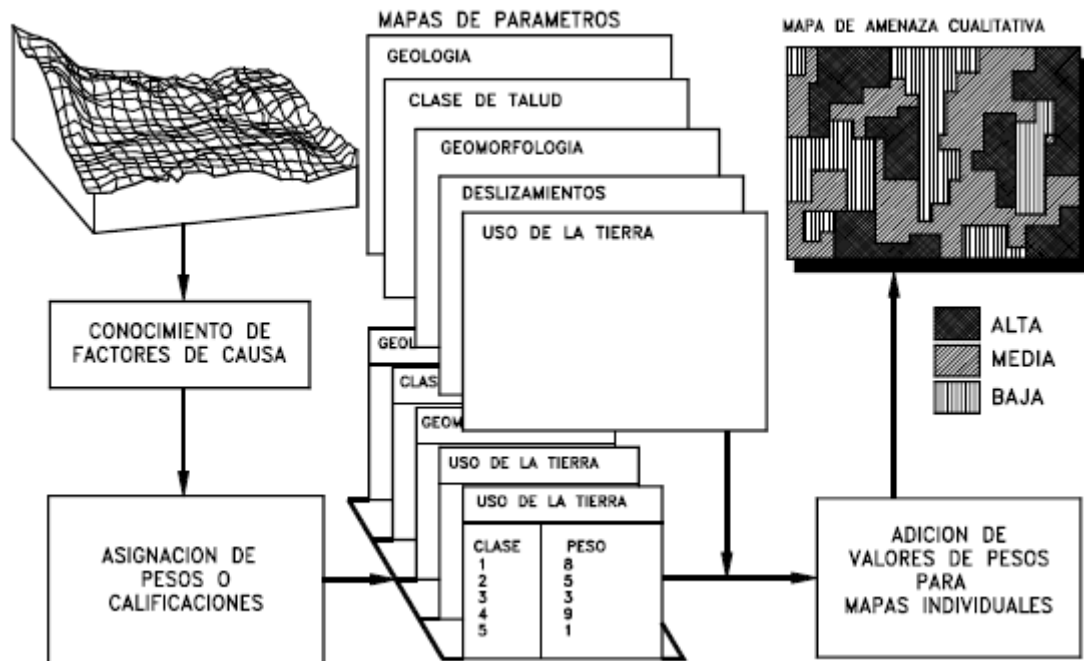 MAPAS DE PARAMETROS
GEOLOGIA
CLASE DE TALUD
GEOMORFOLOGIA
DESLIZAMIENTOS
USO DE LA TIERRA
MAPA DE AMENAZA CUALITATIVA
ALTA
MEDIA
BAJA
CONOCIMIENTO DE
FACTORES DE CAUSA
ASIGNACION DE
PESOS O
CALIFICACIONES
GEOL
CLAS
GEOM
USO DE LA TIERRA
USO DE LA TIERRA
CLASE PESO
1 8
2 5
3 3
4 9
5 1
ADICION DE
VALORES DE PESOS
PARA
MAPAS INDIVIDUALES